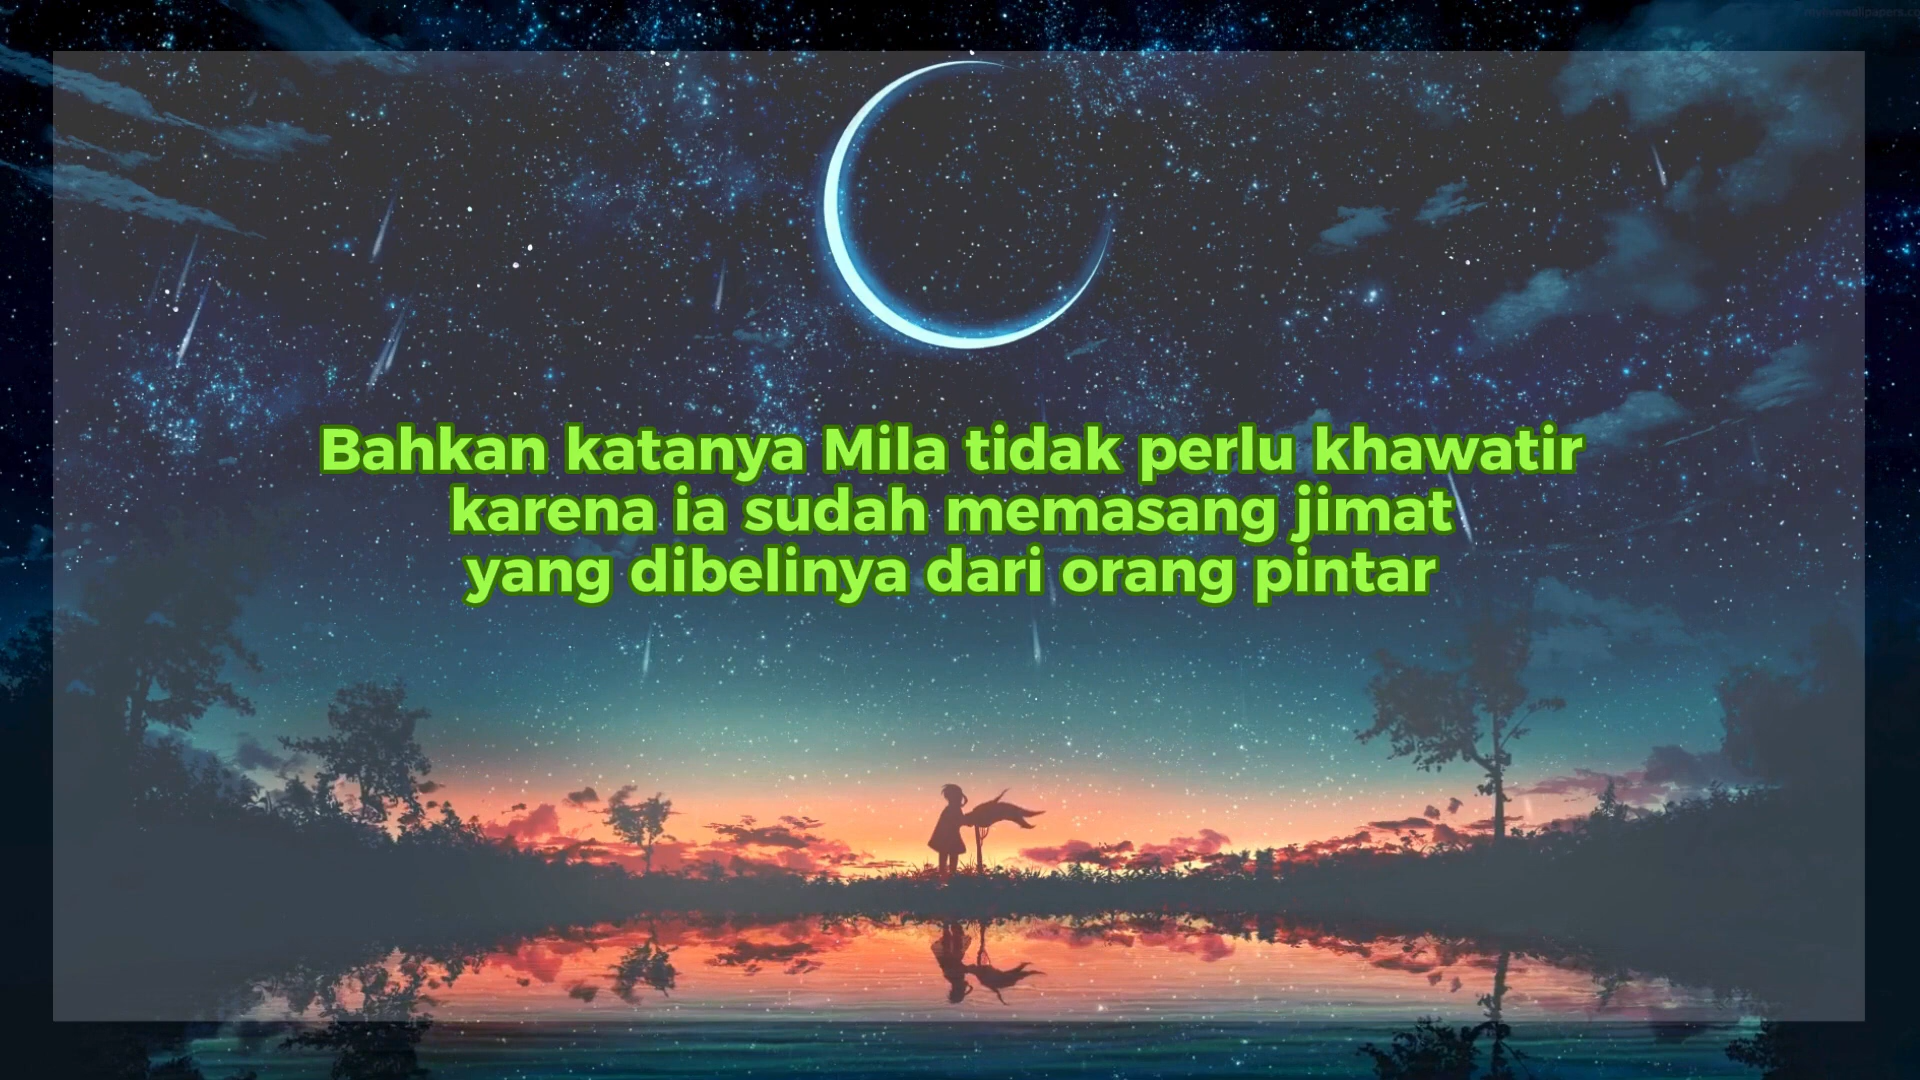 Bahkan katanya Mila tidak perlu khawatir
karena ia sudah memasang jimat
yang dibelinya dari orang pintar